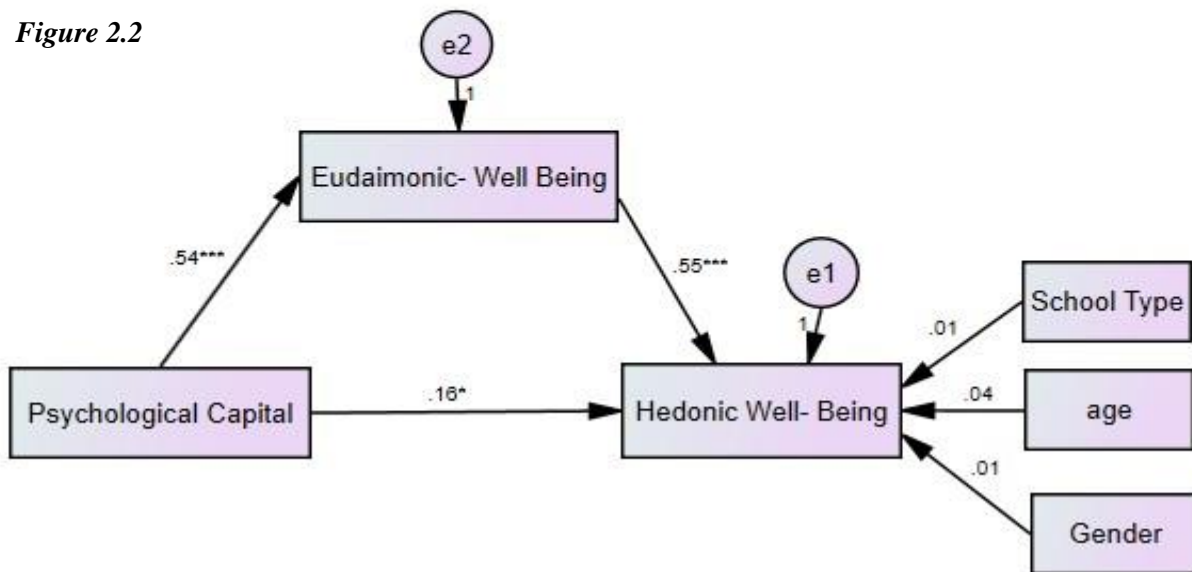 Figure 2.2
e2
1
Eudaimonic- Well Being
.54***
.55***
e1
1
School Type
.01
Psychological Capital
.16*
Hedonic Well- Being
.04
age
.01
Gender